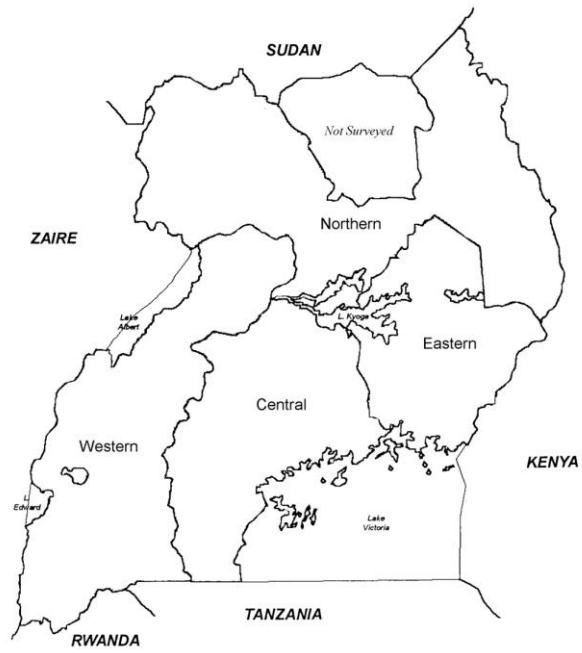 SUDAN
Not Surveyed
Northern
ZAIRE
Lake
Albert
L. Kyoga
Eastern
Central
Western
KENYA
L.
Edward
Lake
Victoria
TANZANIA
RWANDA